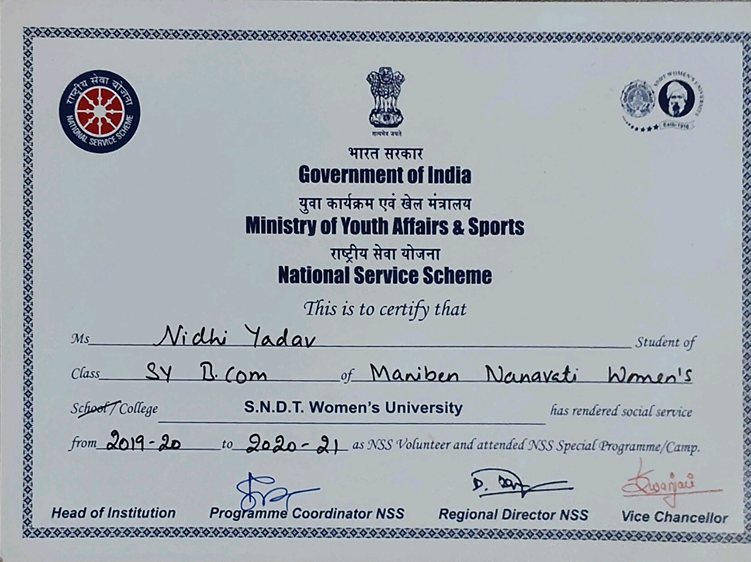 राष्ट्रीय सेवा योजना
NATIONAL SERVICE SCHEME
सत्यमेव जयते
भारत सरकार
Government of India
युवा कार्यक्रम एवं खेल मंत्रालय
Ministry of Youth Affairs & Sports
राष्ट्रीय सेवा योजना
National Service Scheme
This is to certify that
Ms Nidhi Yadav Student of
Class SY B.Com of Maniben Nanavati Women's
School/College S.N.D.T. Women's University has rendered social service
from 2019-20 to 2020-21 as NSS Volunteer and attended NSS Special Programme/Camp.
Head of Institution Programme Coordinator NSS Regional Director NSS Vice Chancellor